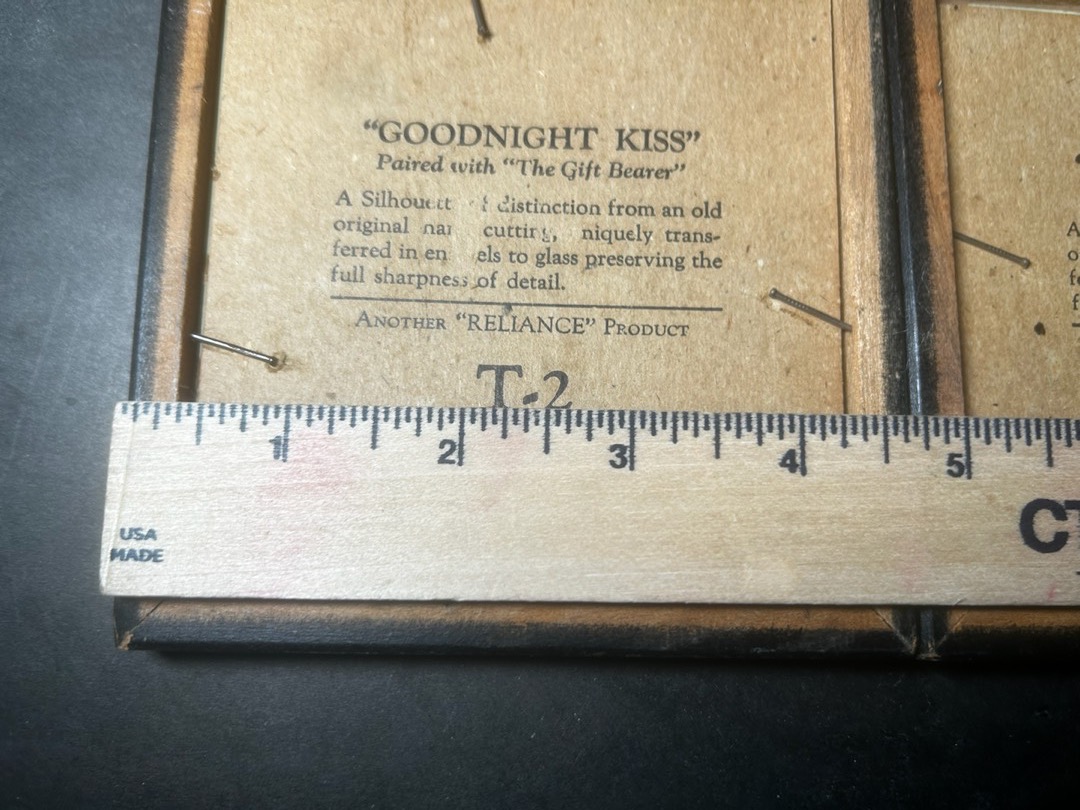 “GOODNIGHT KISS”
Paired with “The Gift Bearer”
A Silhouett distinction from an old
original cutting, niquely trans-
ferred in en els to glass preserving the
full sharpness of detail.
ANOTHER “RELIANCE” PRODUCT
T-2
1 2 3 4 5
USA
MADE
C